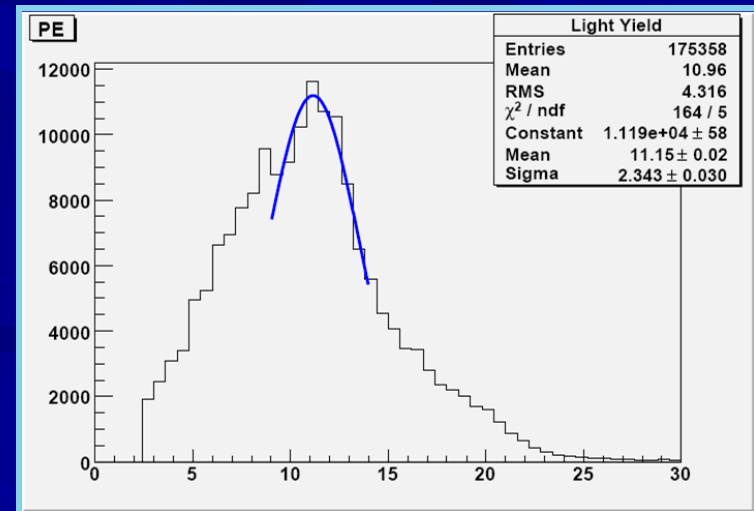 PE
Light Yield
Entries 175358
Mean 10.96
RMS 4.316
χ² / ndf 164 / 5
Constant 1.119e+04 ± 58
Mean 11.15 ± 0.02
Sigma 2.343 ± 0.030
12000
10000
8000
6000
4000
2000
0
0 5 10 15 20 25 30